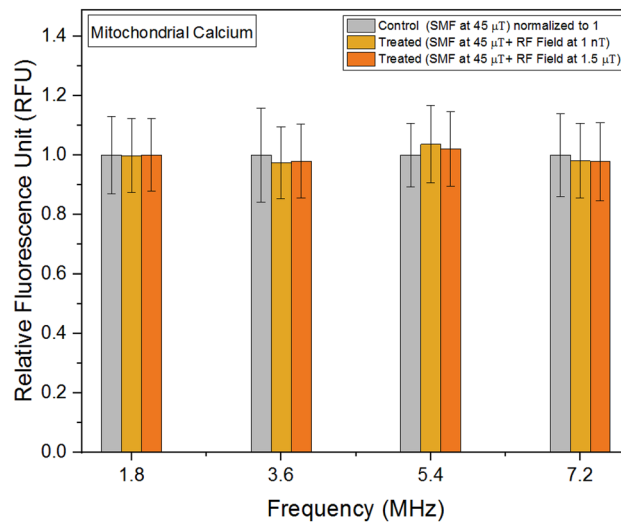 Mitochondrial Calcium
Control (SMF at 45 μT) normalized to 1
Treated (SMF at 45 μT+ RF Field at 1 nT)
Treated (SMF at 45 μT+ RF Field at 1.5 μT)
Relative Fluorescence Unit (RFU)
1.4
1.2
1.0
0.8
0.6
0.4
0.2
0.0
1.8 3.6 5.4 7.2
Frequency (MHz)